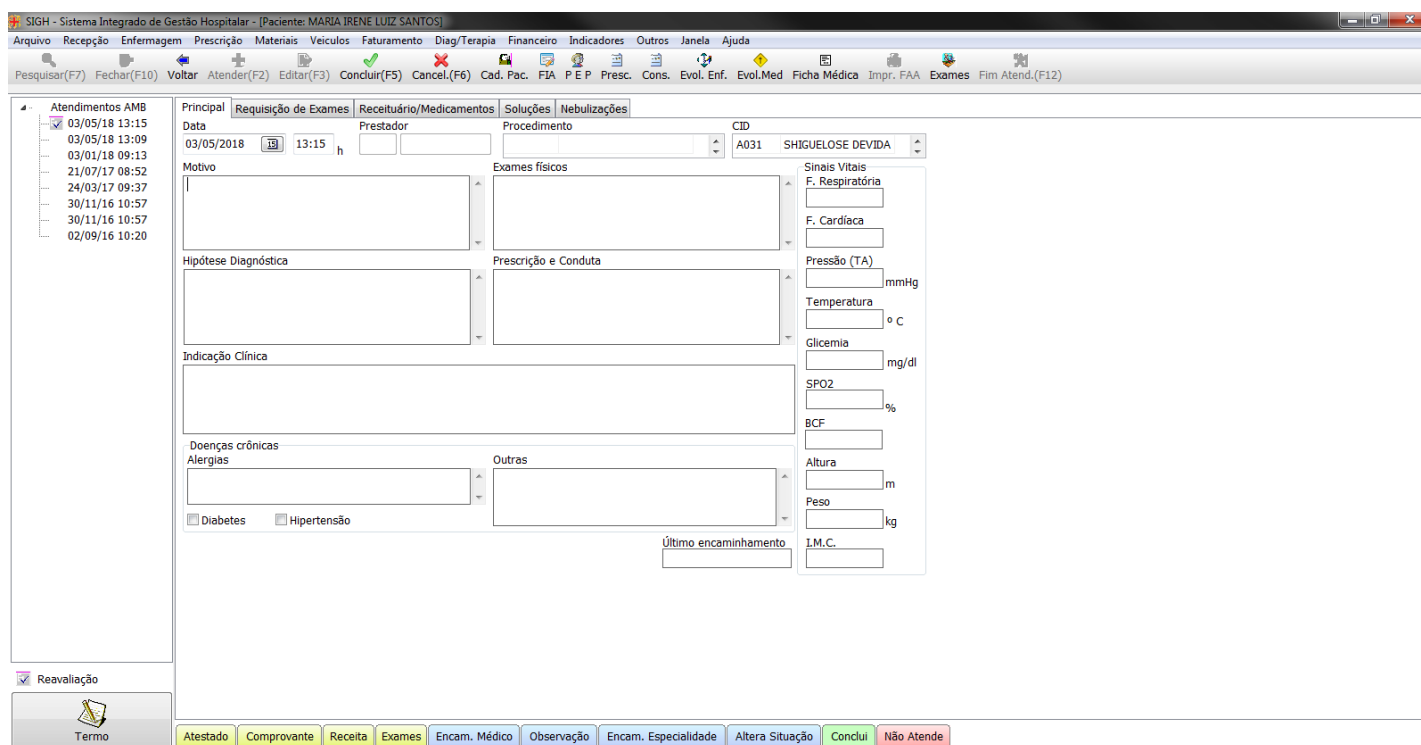 SIGH - Sistema Integrado de Gestão Hospitalar - [Paciente: MARIA IRENE LUIZ SANTOS]
Arquivo Recepção Enfermagem Prescrição Materiais Veiculos Faturamento Diag/Terapia Financeiro Indicadores Outros Janela Ajuda
Pesquisar(F7) Fechar(F10) Voltar Atender(F2) Editar(F3) Concluir(F5) Cancel.(F6) Cad. Pac. FIA P E P Presc. Cons. Evol. Enf. Evol.Med Ficha Médica Impr. FAA Exames Fim Atend.(F12)
Atendimentos AMB
03/05/18 13:15
03/05/18 13:09
03/01/18 09:13
21/07/17 08:52
24/03/17 09:37
30/11/16 10:57
30/11/16 10:57
02/09/16 10:20
Reavaliação
Termo
Principal Requisição de Exames Receituário/Medicamentos Soluções Nebulizações
Data Prestador Procedimento CID
03/05/2018 15 13:15 h A031 SHIGUELOSE DEVIDA
Motivo Exames físicos
Hipótese Diagnóstica Prescrição e Conduta
Indicação Clínica
Doenças crônicas
Alergias Outras
Diabetes Hipertensão
Último encaminhamento
Sinais Vitais
F. Respiratória
F. Cardíaca
Pressão (TA)
mmHg
Temperatura
º C
Glicemia
mg/dl
SPO2
%
BCF
Altura
m
Peso
kg
I.M.C.
Atestado Comprovante Receita Exames Encam. Médico Observação Encam. Especialidade Altera Situação Conclui Não Atende